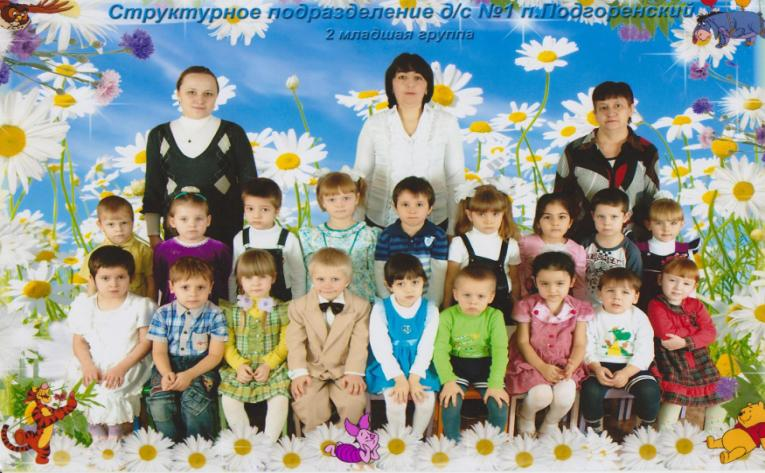 Структурное подразделение д/с №1 п.Подгоренский
2 младшая группа